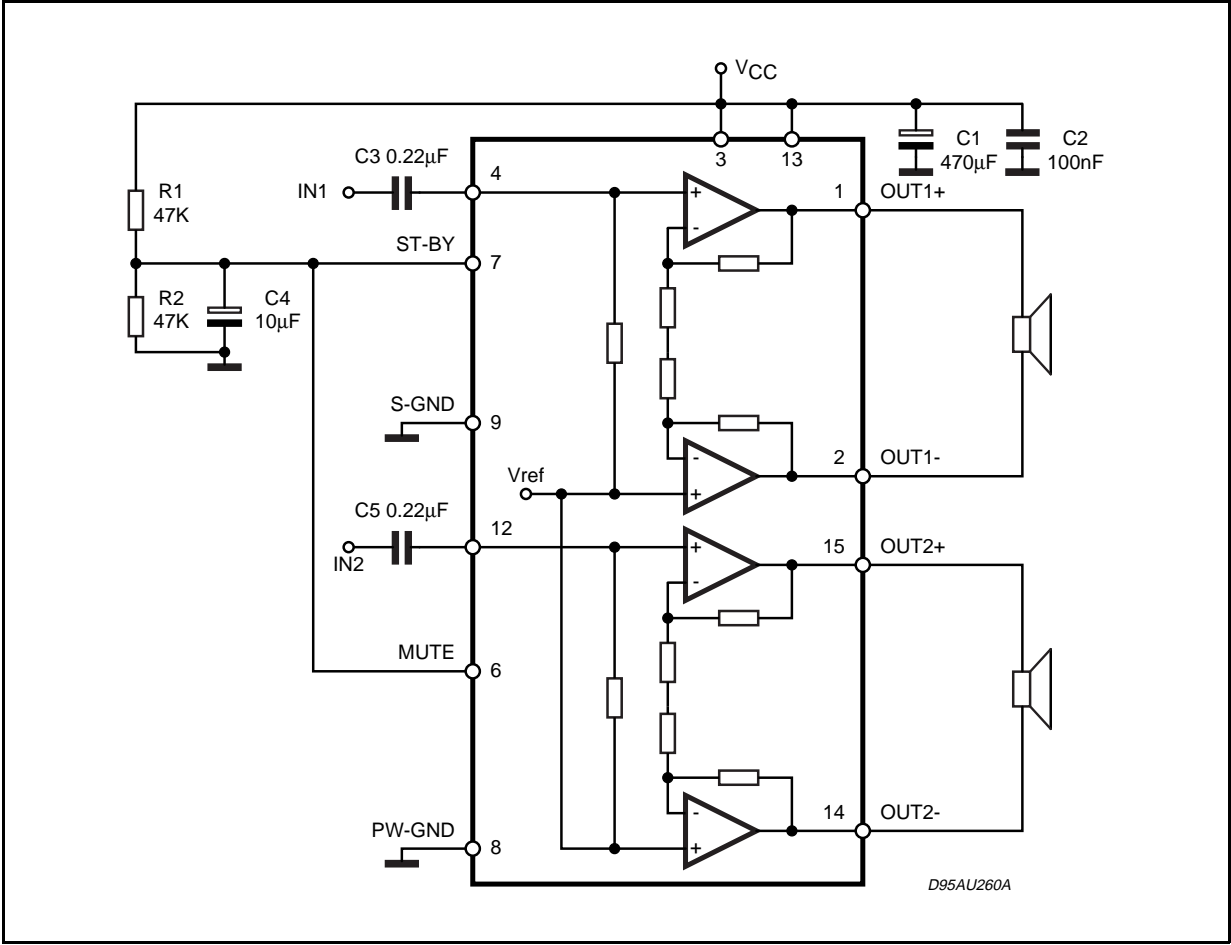 VCC
3
13
C1
470µF
C2
100nF
C3 0.22µF
IN1
4
R1
47K
ST-BY
7
R2
47K
C4
10µF
+
-
1
OUT1+
S-GND
9
-
+
2
OUT1-
Vref
C5 0.22µF
IN2
12
+
-
15
OUT2+
MUTE
6
-
+
14
OUT2-
PW-GND
8
D95AU260A